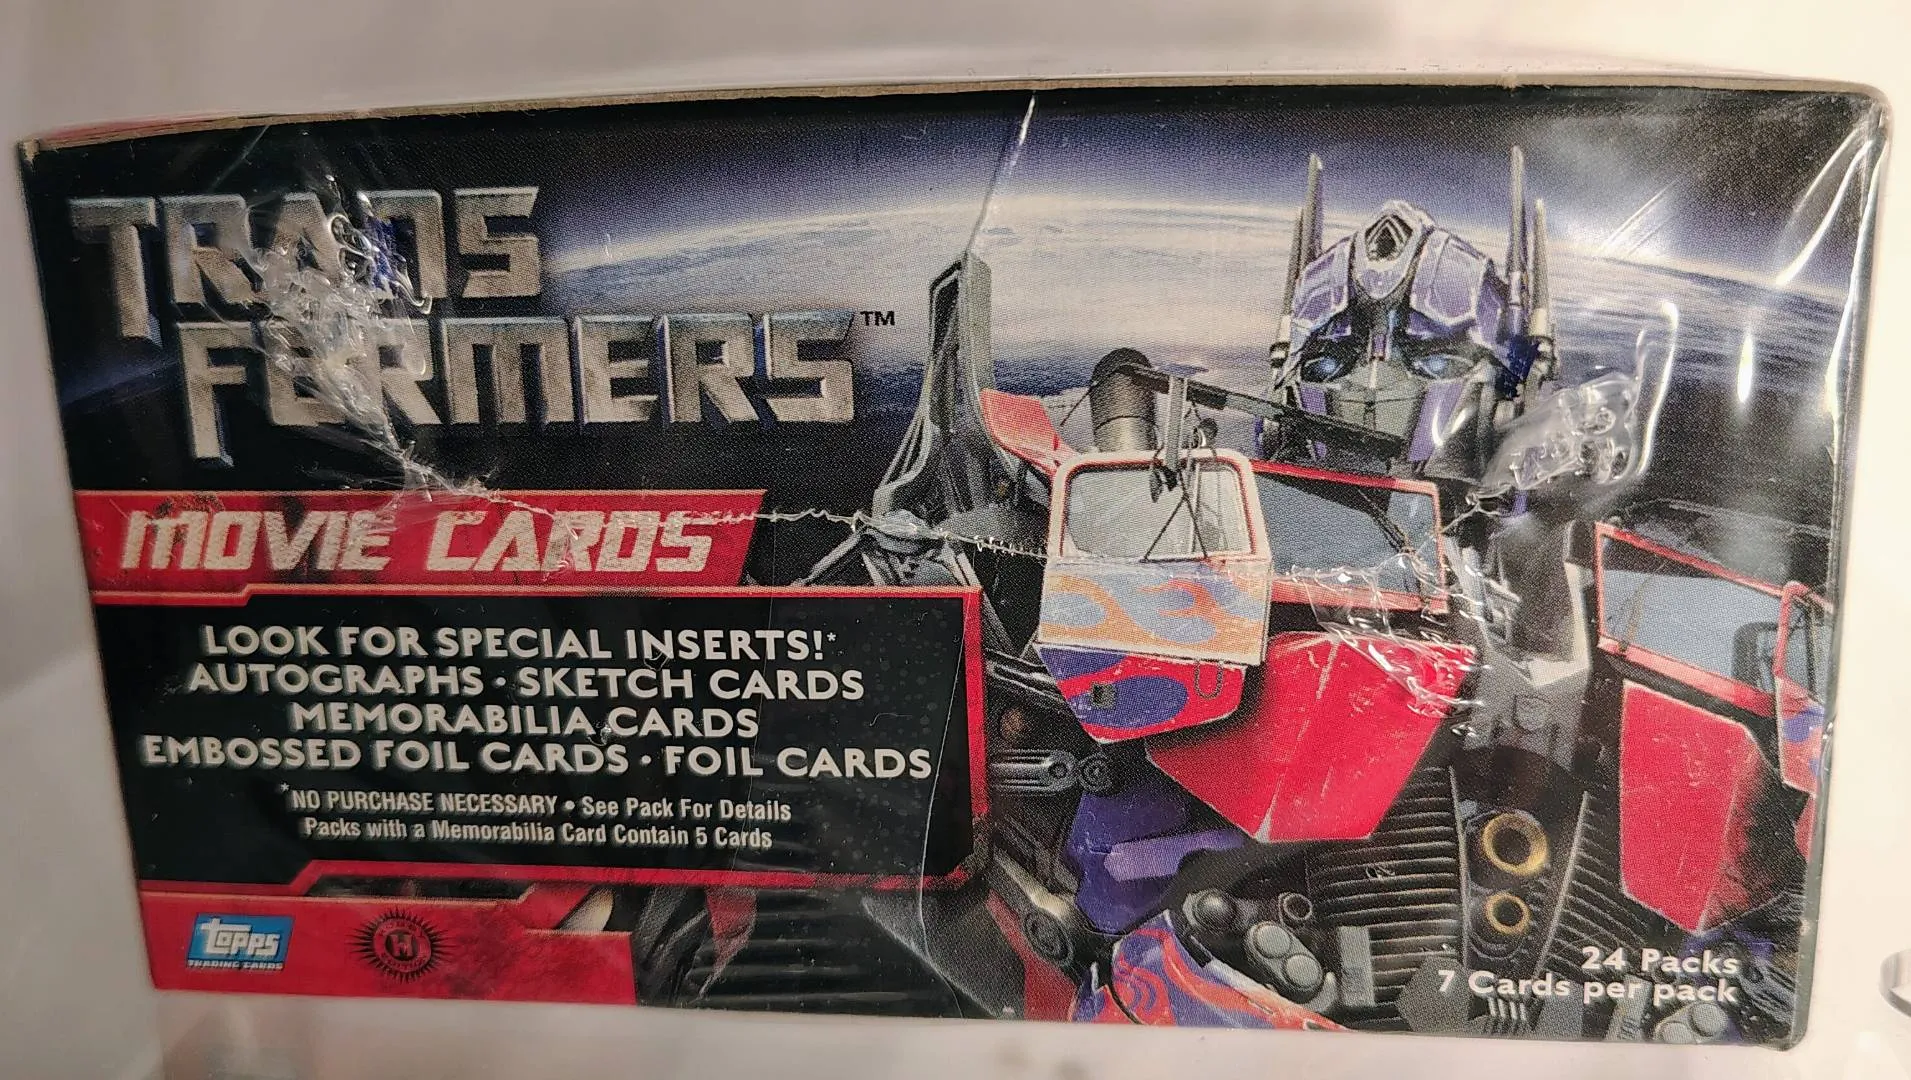 TRANS
FORMERS™
MOVIE CARDS
LOOK FOR SPECIAL INSERTS!*
AUTOGRAPHS • SKETCH CARDS
MEMORABILIA CARDS
EMBOSSED FOIL CARDS • FOIL CARDS
*NO PURCHASE NECESSARY • See Pack For Details
Packs with a Memorabilia Card Contain 5 Cards
topps
TRADING CARDS
H
24 Packs
7 Cards per pack